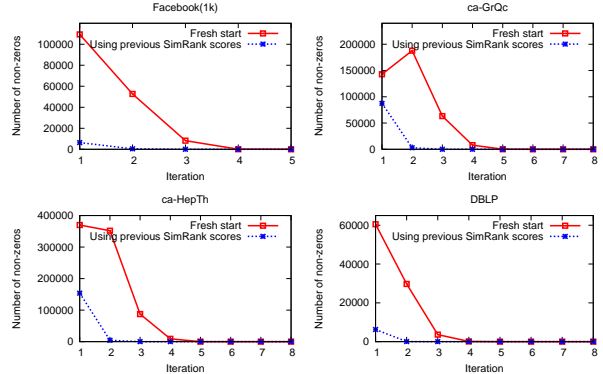 Facebook(1k)
Number of non-zeros
120000
100000
80000
60000
40000
20000
0
Fresh start
Using previous SimRank scores
1 2 3 4 5
Iteration
ca-GrQc
Number of non-zeros
200000
150000
100000
50000
0
Fresh start
Using previous SimRank scores
1 2 3 4 5 6 7 8
Iteration
ca-HepTh
Number of non-zeros
400000
300000
200000
100000
0
Fresh start
Using previous SimRank scores
1 2 3 4 5 6 7 8
Iteration
DBLP
Number of non-zeros
60000
40000
20000
0
Fresh start
Using previous SimRank scores
1 2 3 4 5 6 7 8
Iteration